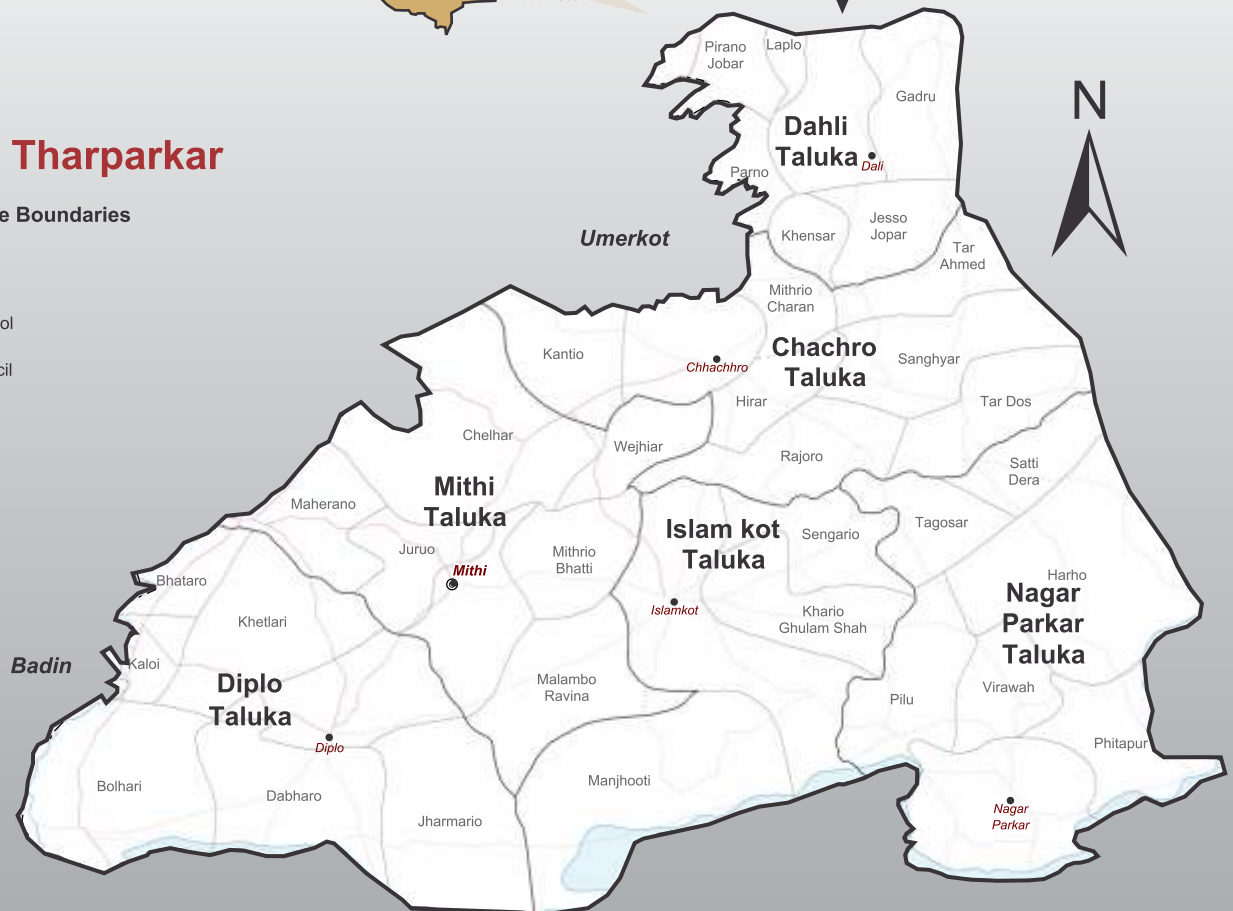 Pirano
Jobar
Laplo
Gadru
N
Dahli
Taluka
Dali
Tharparkar
Parno
e Boundaries
Umerkot
Khensar
Jesso
Jopar
Tar
Ahmed
Mithrio
Charan
ol
cil
Kantio
Chhachhro
Chachro
Taluka
Sanghyar
Hirar
Tar Dos
Chelhar
Wejhiar
Rajoro
Satti
Dera
Mithi
Taluka
Maherano
Islam kot
Taluka
Sengario
Tagosar
Juruo
Mithrio
Bhatti
Mithi
Bhataro
Harho
Nagar
Parkar
Taluka
Islamkot
Khario
Ghulam Shah
Khetlari
Badin
Kaloi
Diplo
Taluka
Malambo
Ravina
Pilu
Virawah
Diplo
Phitapur
Bolhari
Dabharo
Manjhooti
Jharmario
Nagar
Parkar